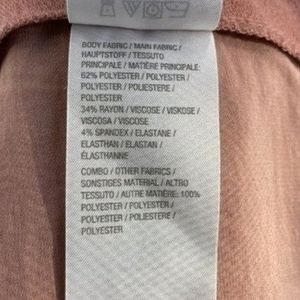 BODY FABRIC / MAIN FABRIC /
HAUPTSTOFF / TESSUTO
PRINCIPALE / MATIÈRE PRINCIPALE:
62% POLYESTER / POLYESTER /
POLYESTER / POLIESTERE /
POLYESTER
34% RAYON / VISCOSE / VISKOSE /
VISCOSA / VISCOSE
4% SPANDEX / ELASTANE /
ELASTHAN / ELASTAN /
ÉLASTHANNE
COMBO / OTHER FABRICS /
SONSTIGES MATERIAL / ALTRO
TESSUTO / AUTRE MATIÈRE: 100%
POLYESTER / POLYESTER /
POLYESTER / POLIESTERE /
POLYESTER